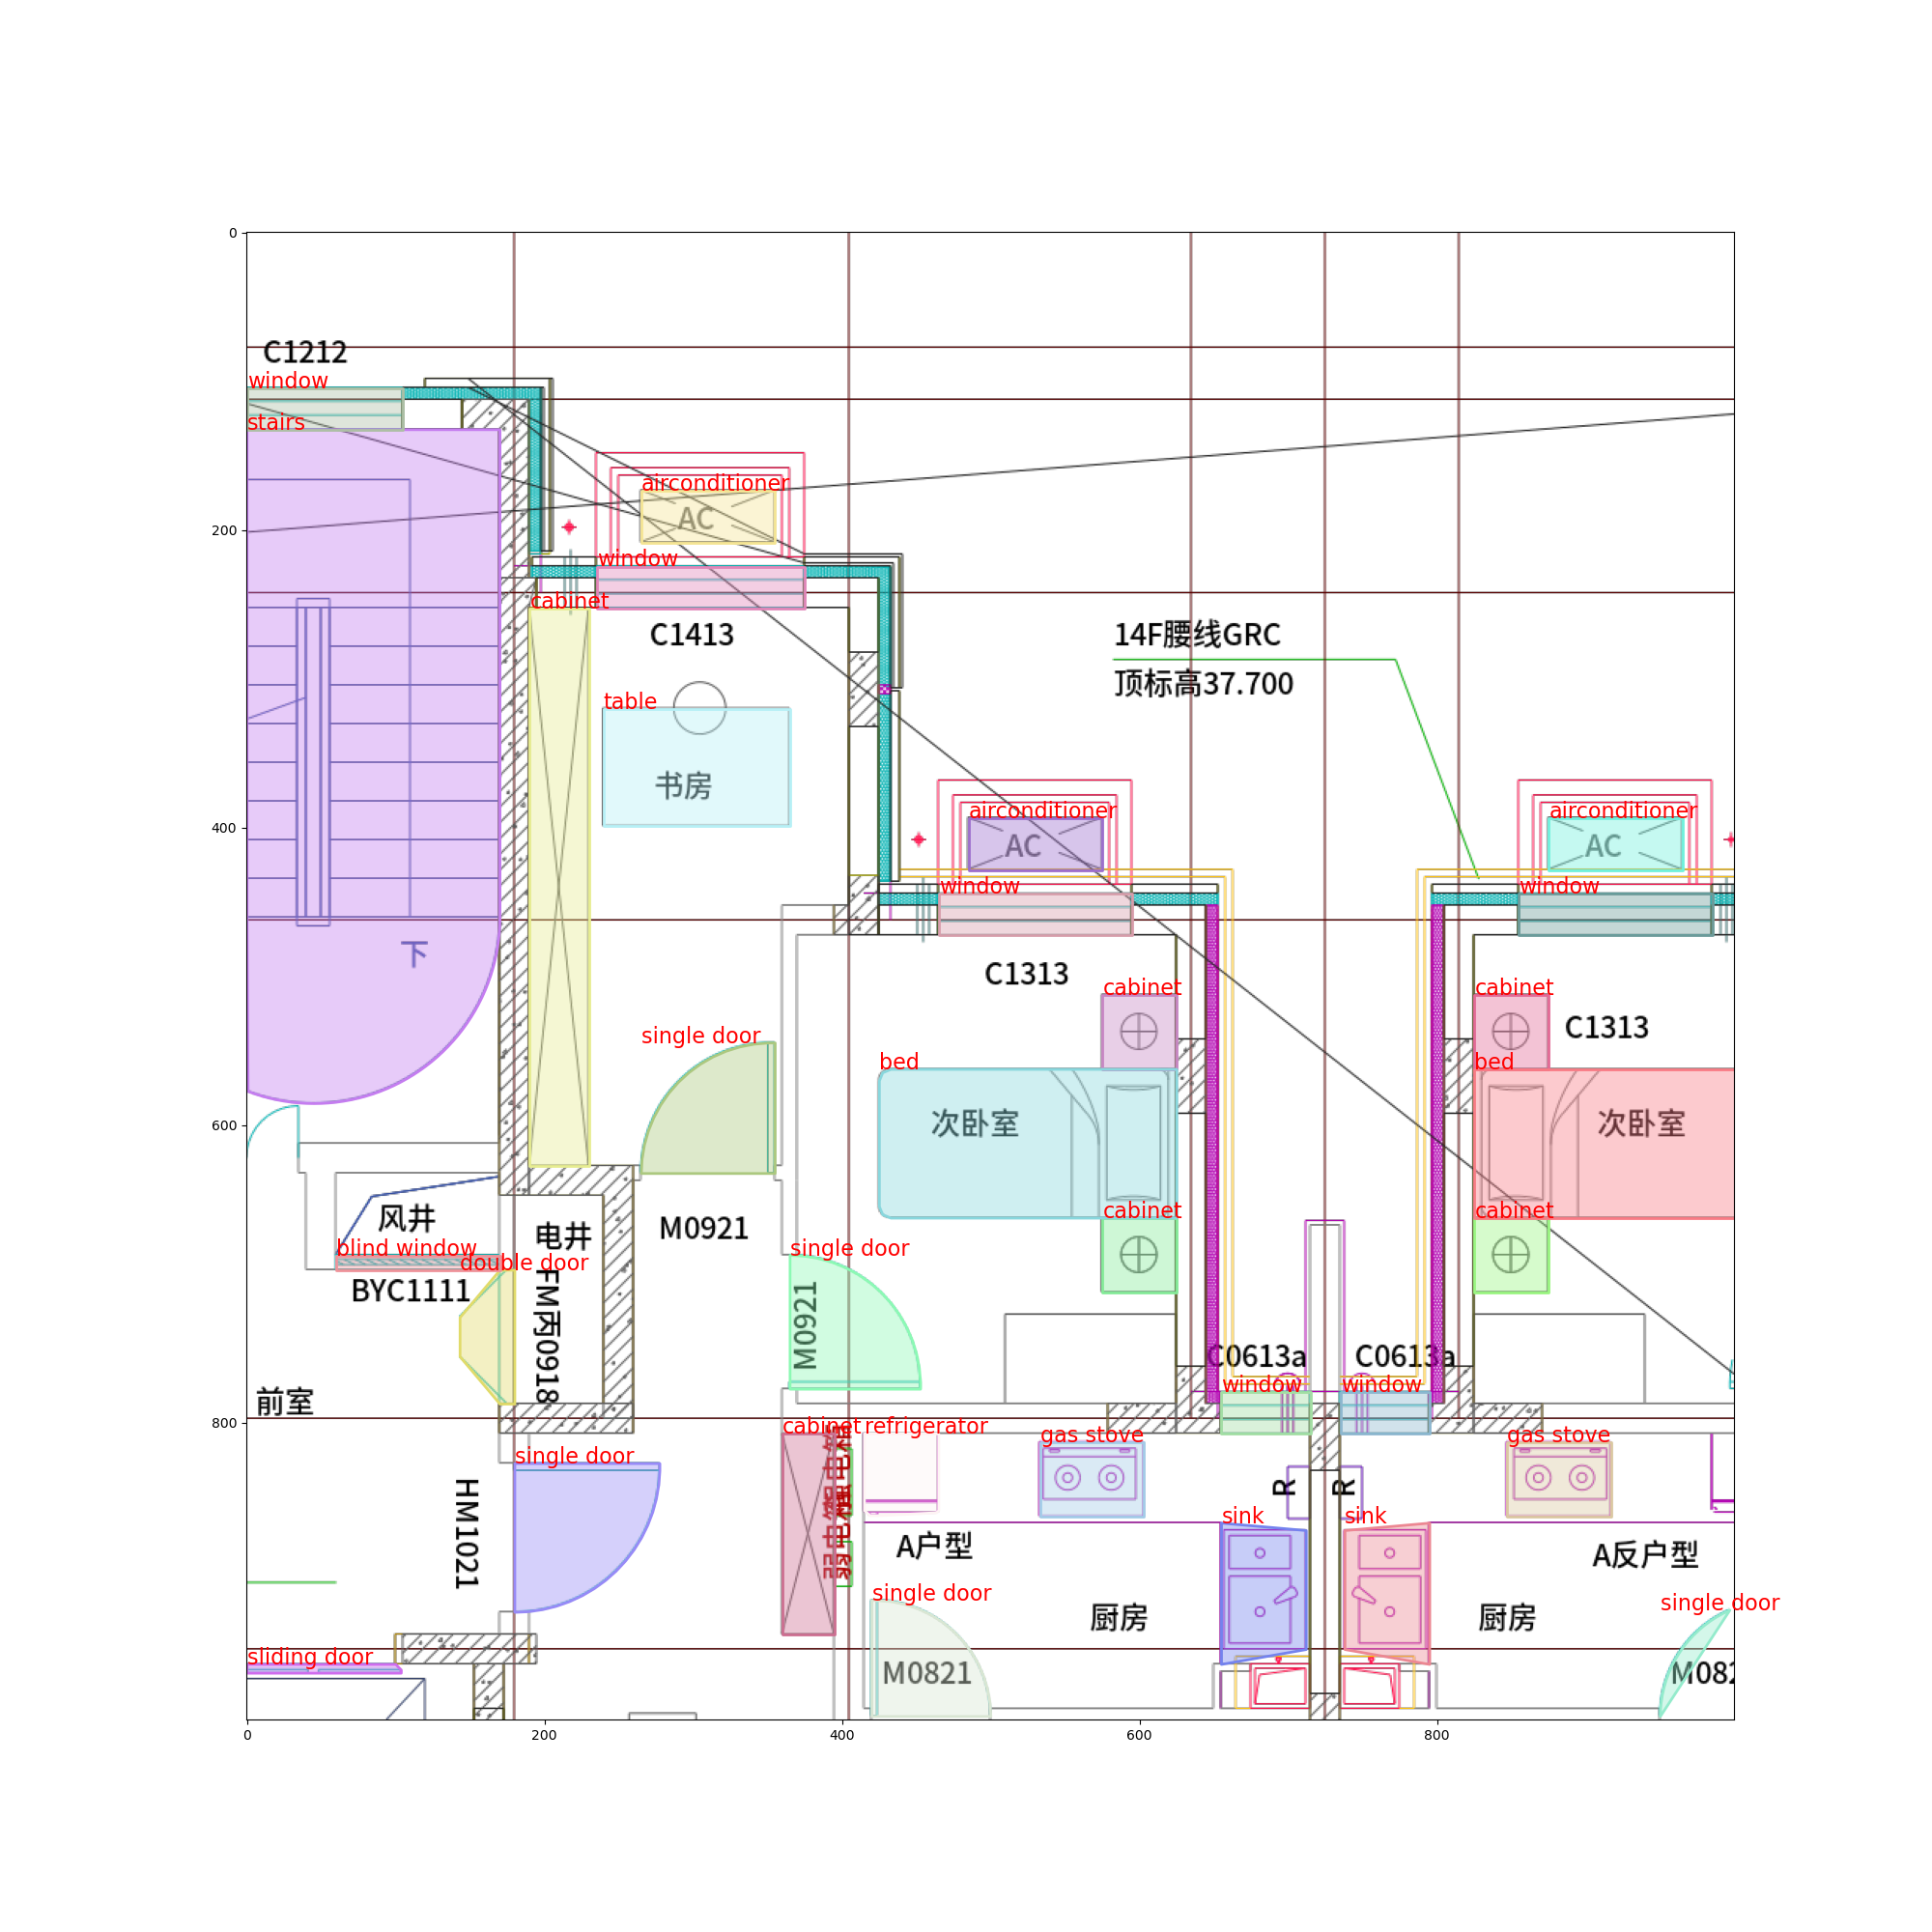 0
C1212
window
stairs
airconditioner
AC
200
window
cabinet
C1413
14F腰线GRC
顶标高37.700
table
书房
400
airconditioner
AC
airconditioner
AC
window
window
下
C1313
cabinet
cabinet
C1313
single door
bed
bed
600
次卧室
次卧室
风井
电井
M0921
cabinet
cabinet
blind window
double door
single door
BYC1111
FM丙0918
M0921
C0613a
C0613a
window
window
前室
800
cabinet
refrigerator
gas stove
gas stove
single door
HM1021
R
R
sink
sink
A户型
A反户型
single door
single door
厨房
厨房
sliding door
M0821
M082
0
200
400
600
800